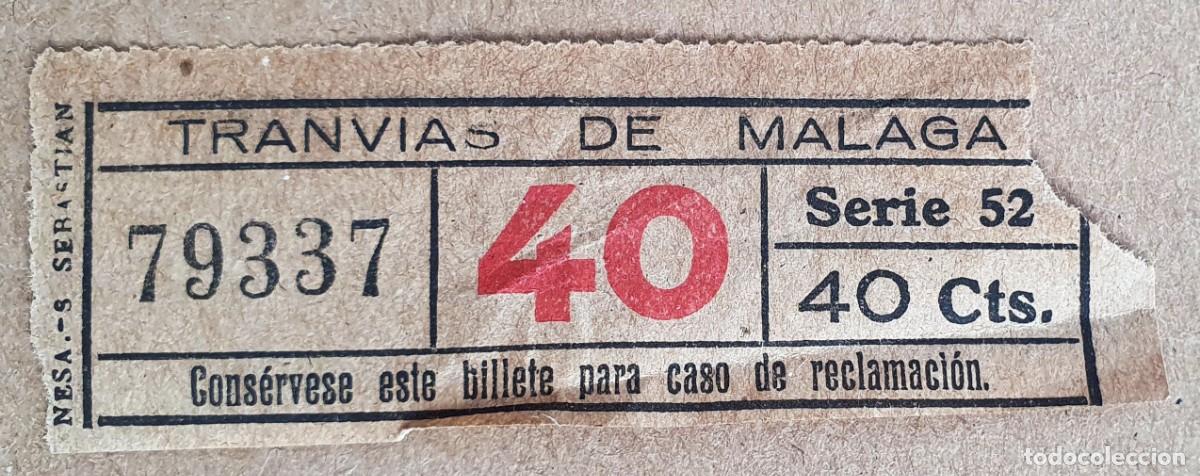 TRANVIAS DE MALAGA
79337
40
Serie 52
40 Cts.
Consérvese este billete para caso de reclamación.
NESA.-S SEBASTIAN
todocoleccion